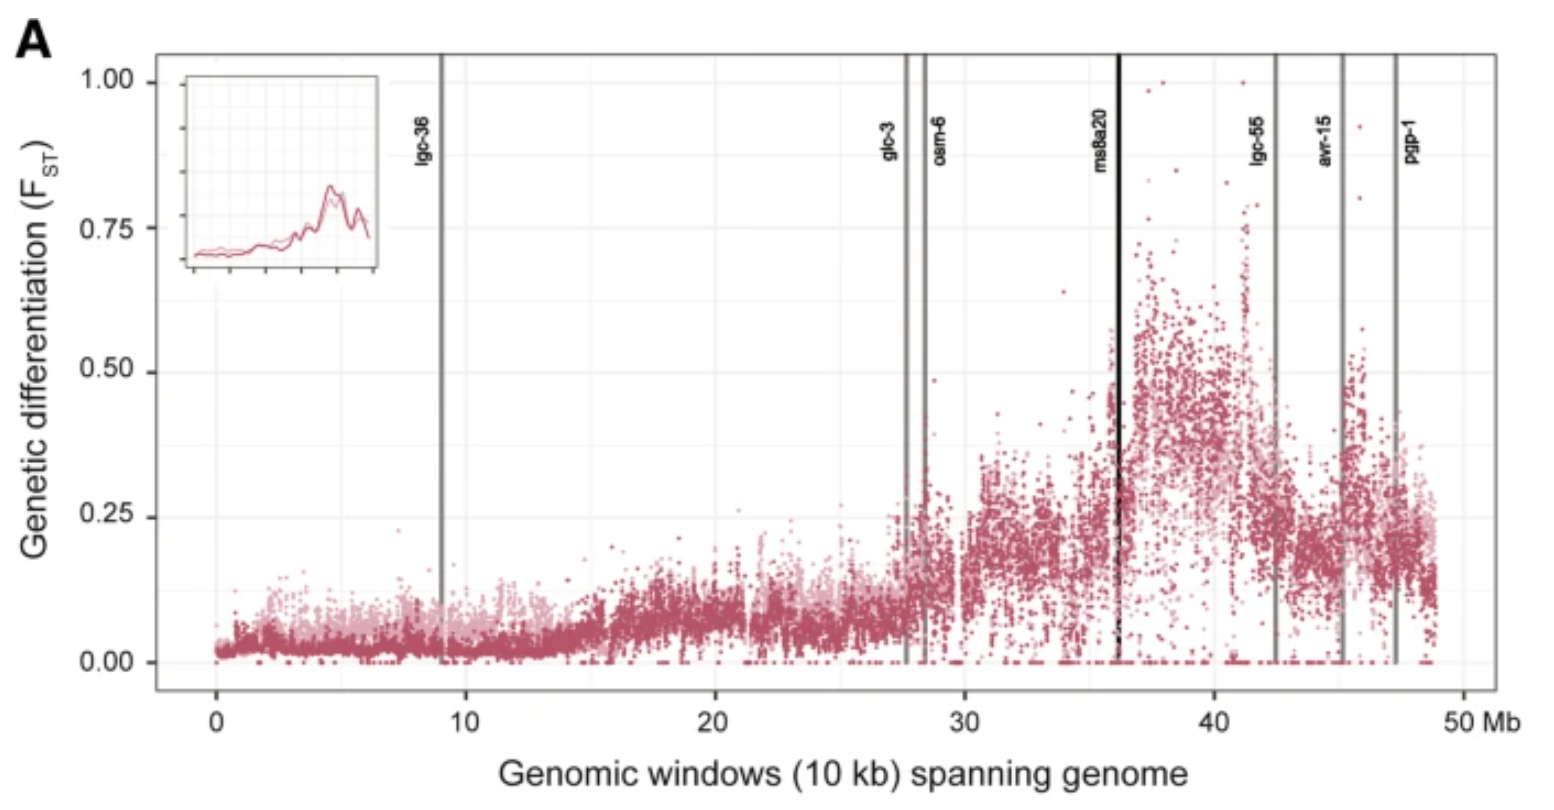 A
Genetic differentiation (FST)
1.00
0.75
0.50
0.25
0.00
lgc-36
glc-3
osm-6
ms8a20
lgc-55
avr-15
pgp-1
0 10 20 30 40 50 Mb
Genomic windows (10 kb) spanning genome